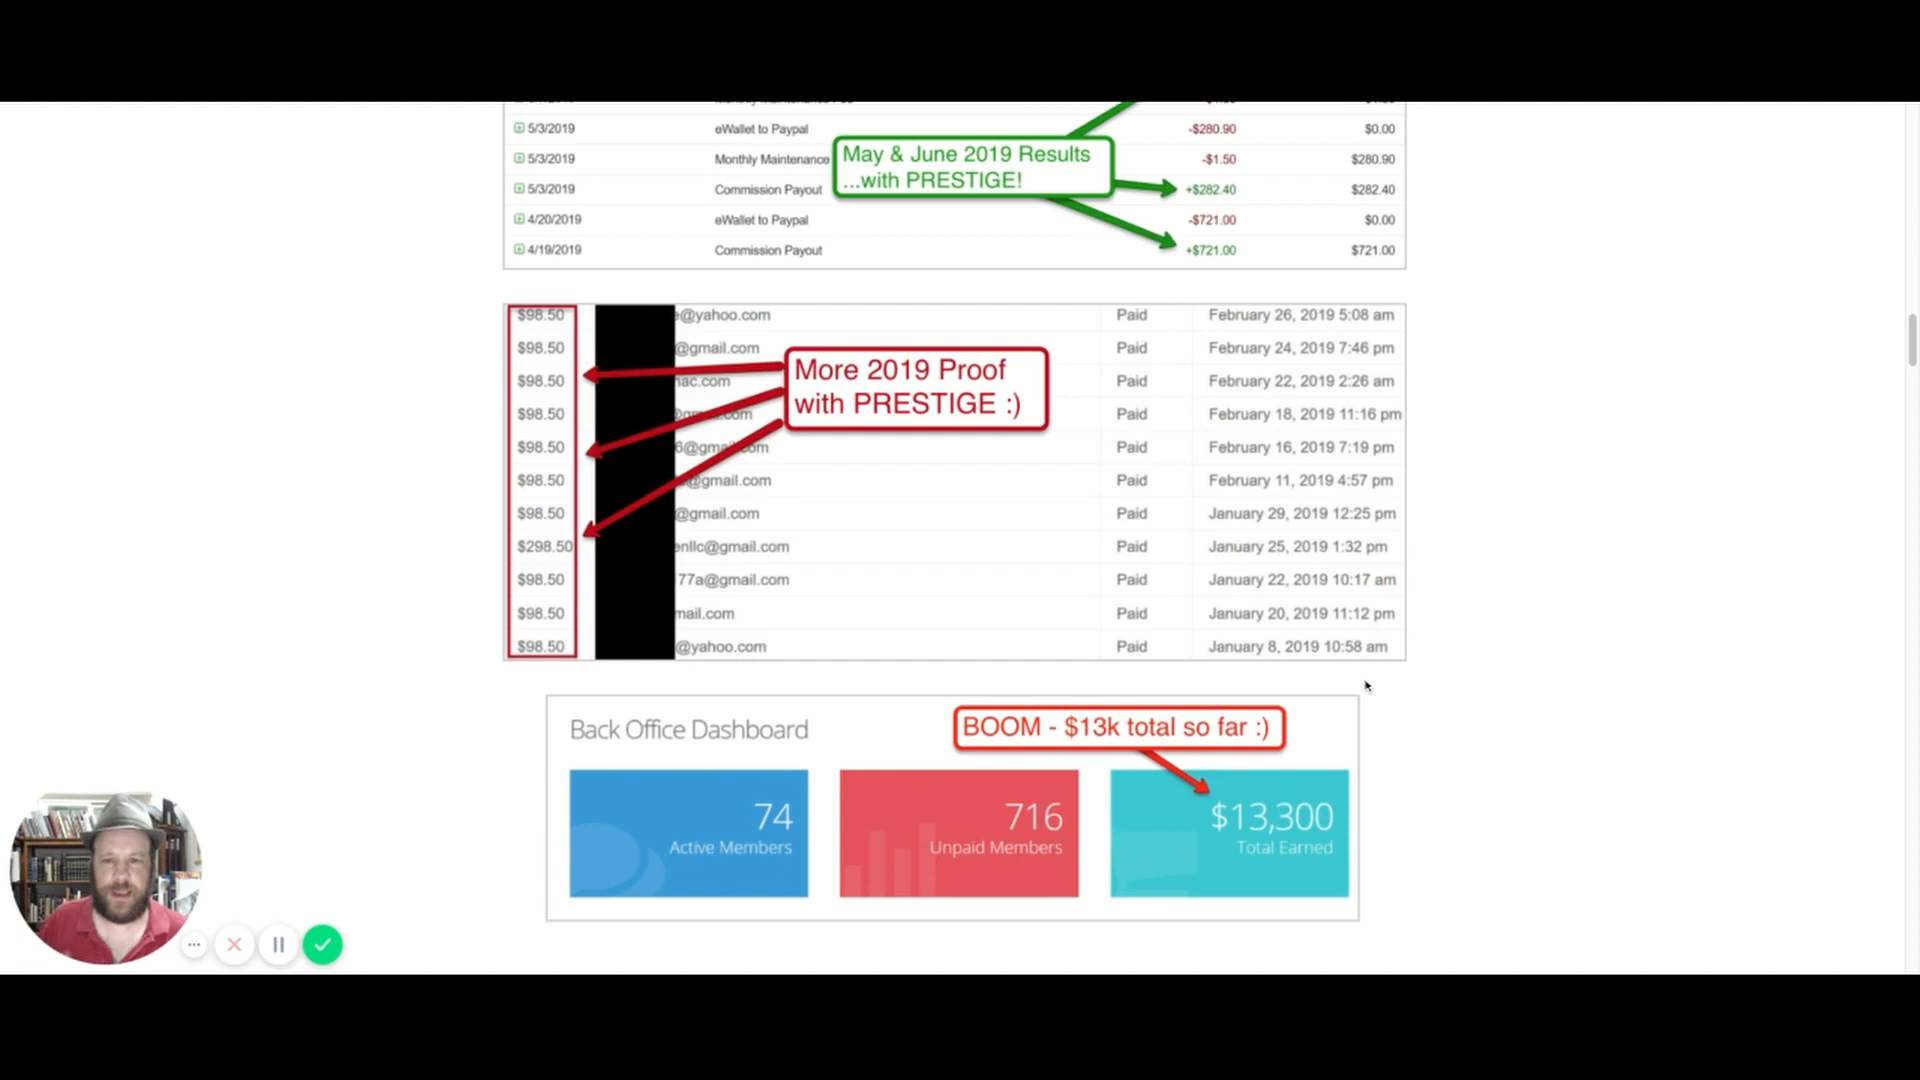 5/3/2019 eWallet to Paypal -$280.90 $0.00
5/3/2019 Monthly Maintenance -$1.50 $280.90
May & June 2019 Results
...with PRESTIGE!
5/3/2019 Commission Payout +$282.40 $282.40
4/20/2019 eWallet to Paypal -$721.00 $0.00
4/19/2019 Commission Payout +$721.00 $721.00
$98.50 e@yahoo.com Paid February 26, 2019 5:08 am
$98.50 @gmail.com Paid February 24, 2019 7:46 pm
$98.50 mac.com Paid February 22, 2019 2:26 am
More 2019 Proof
with PRESTIGE :)
$98.50 Paid February 18, 2019 11:16 pm
$98.50 6@gmail.com Paid February 16, 2019 7:19 pm
$98.50 @gmail.com Paid February 11, 2019 4:57 pm
$98.50 @gmail.com Paid January 29, 2019 12:25 pm
$298.50 enllc@gmail.com Paid January 25, 2019 1:32 pm
$98.50 77a@gmail.com Paid January 22, 2019 10:17 am
$98.50 mail.com Paid January 20, 2019 11:12 pm
$98.50 @yahoo.com Paid January 8, 2019 10:58 am
Back Office Dashboard
BOOM - $13k total so far :)
74
Active Members
716
Unpaid Members
$13,300
Total Earned